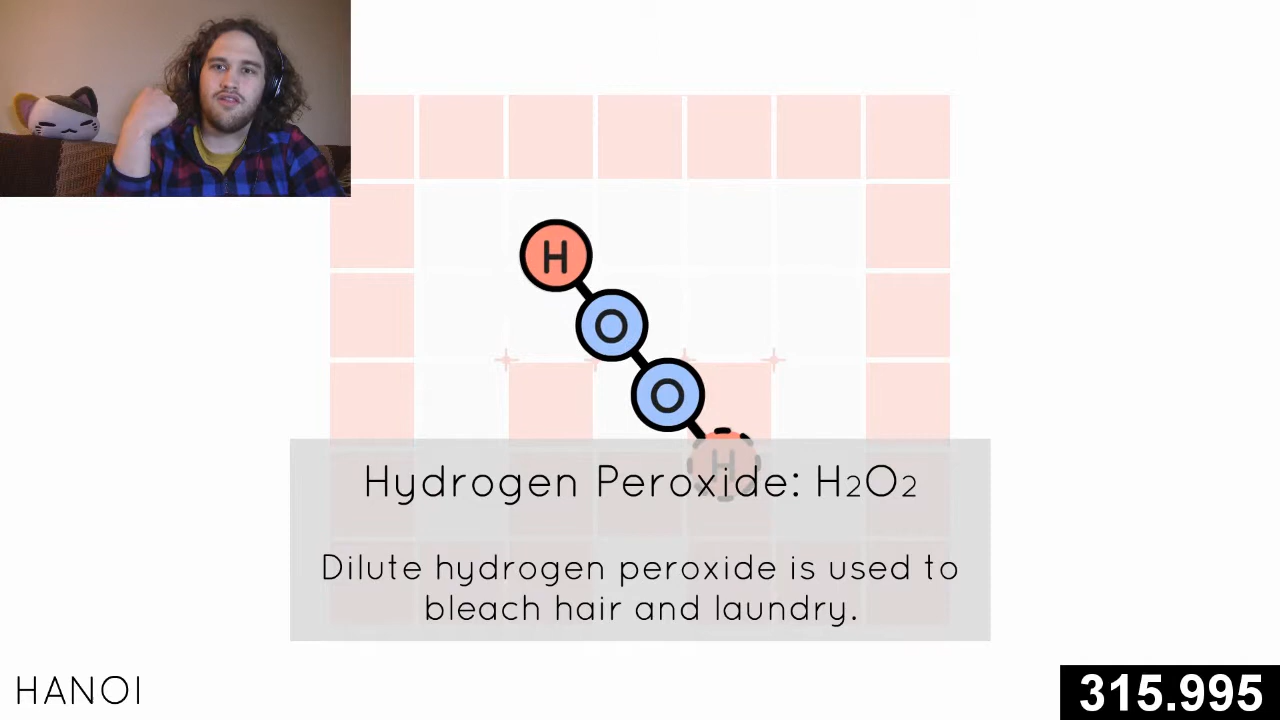 H
O
O
H
Hydrogen Peroxide: H2O2
Dilute hydrogen peroxide is used to
bleach hair and laundry.
HANOI
315.995